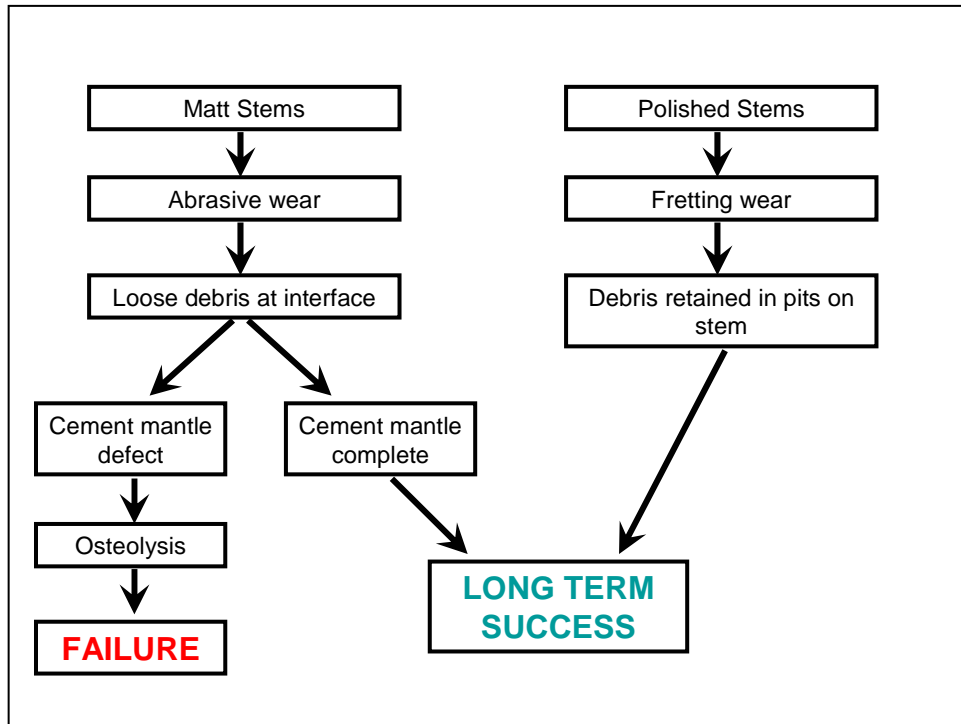 Matt Stems
Polished Stems
Abrasive wear
Fretting wear
Loose debris at interface
Debris retained in pits on
stem
Cement mantle
defect
Cement mantle
complete
Osteolysis
LONG TERM
SUCCESS
FAILURE